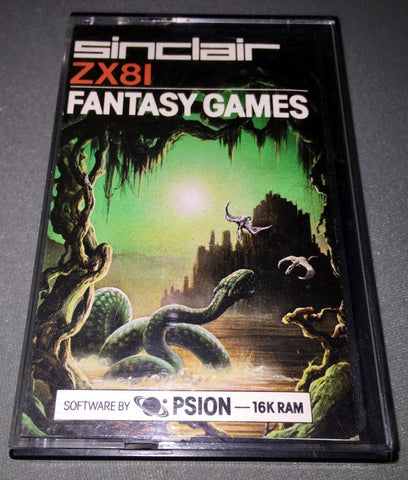 sinclair
ZX81
FANTASY GAMES
SOFTWARE BY PSION — 16K RAM